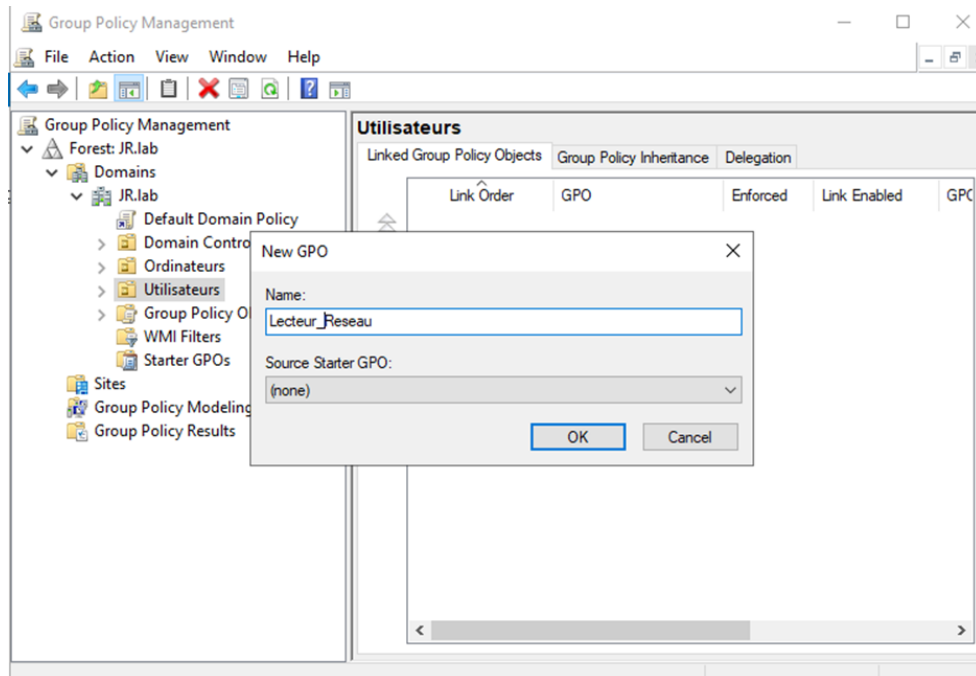 Group Policy Management
File Action View Window Help
Group Policy Management
Forest: JR.lab
Domains
JR.lab
Default Domain Policy
Domain Contro
Ordinateurs
Utilisateurs
Group Policy O
WMI Filters
Starter GPOs
Sites
Group Policy Modeling
Group Policy Results
Utilisateurs
Linked Group Policy Objects Group Policy Inheritance Delegation
Link Order GPO Enforced Link Enabled GPO
New GPO
Name:
Lecteur_Reseau
Source Starter GPO:
(none)
OK Cancel